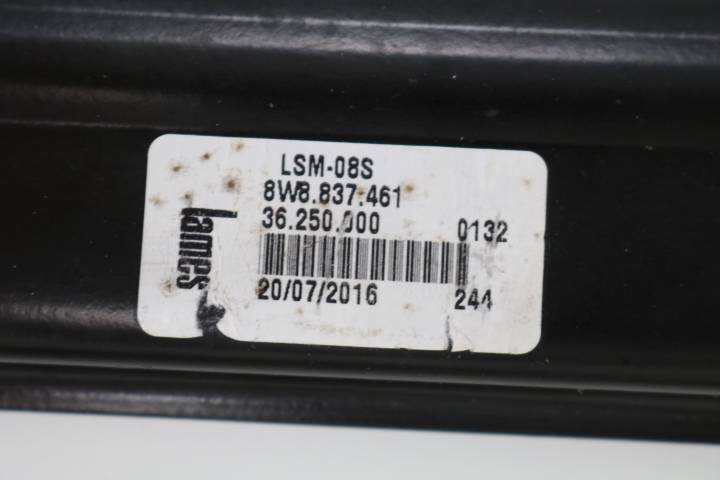 LSM-08S
8W8.837.461
36.250.000 0132
20/07/2016 244
Lames